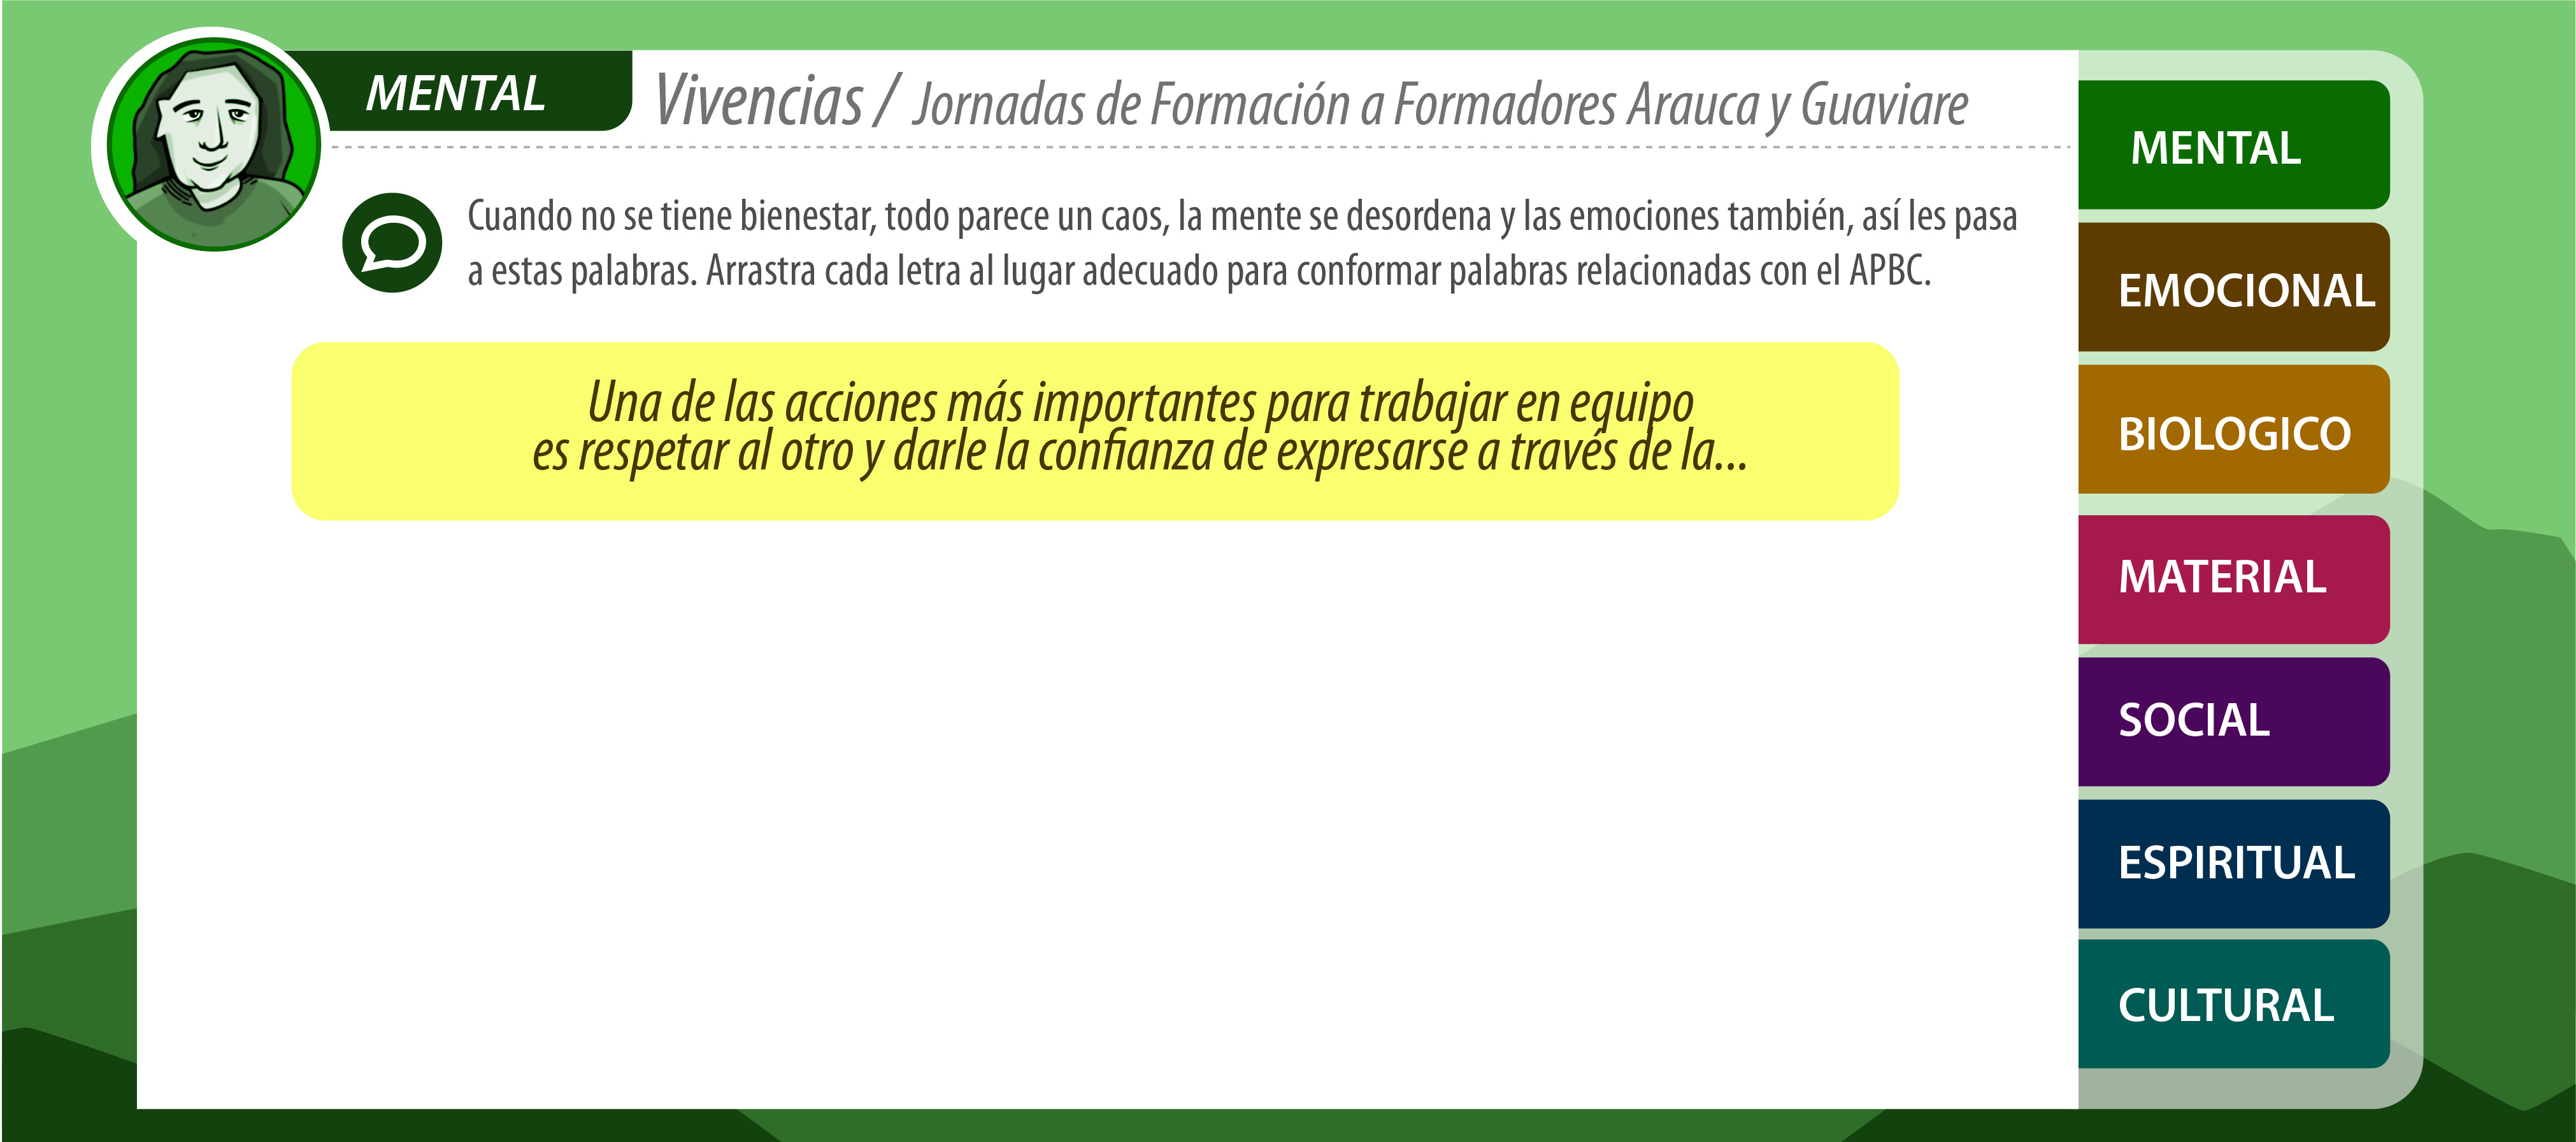 MENTAL
Vivencias / Jornadas de Formación a Formadores Arauca y Guaviare
Cuando no se tiene bienestar, todo parece un caos, la mente se desordena y las emociones también, así les pasa
a estas palabras. Arrastra cada letra al lugar adecuado para conformar palabras relacionadas con el APBC.
Una de las acciones más importantes para trabajar en equipo
es respetar al otro y darle la confianza de expresarse a través de la...
MENTAL
EMOCIONAL
BIOLOGICO
MATERIAL
SOCIAL
ESPIRITUAL
CULTURAL